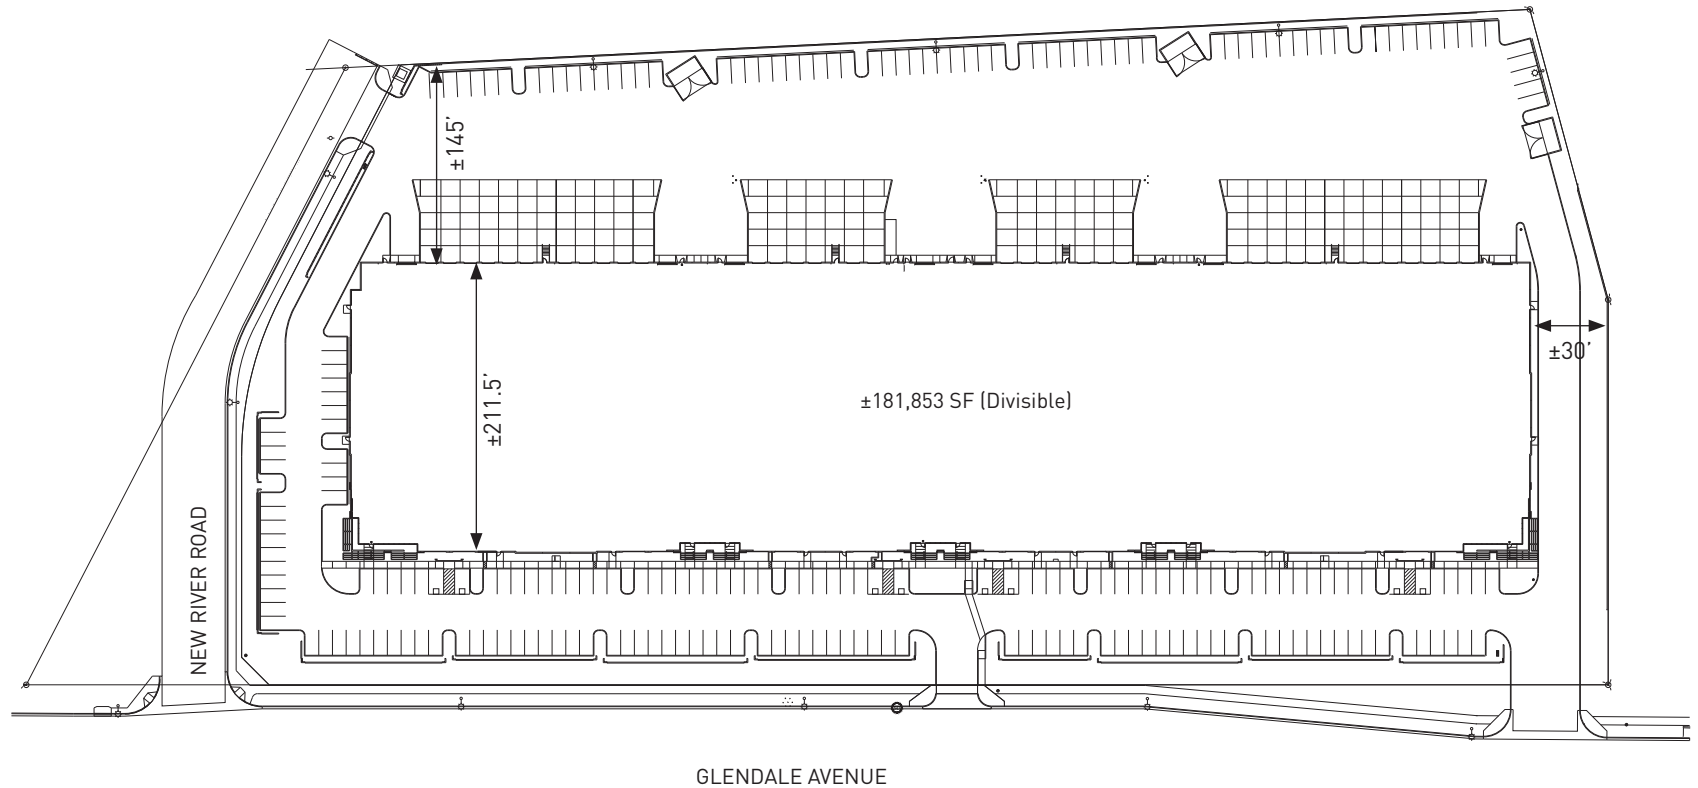 ±145’
±30’
±181,853 SF (Divisible)
±211.5’
NEW RIVER ROAD
GLENDALE AVENUE